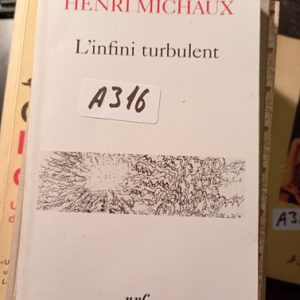 HENRI MICHAUX
L'infini turbulent
A316
nrf